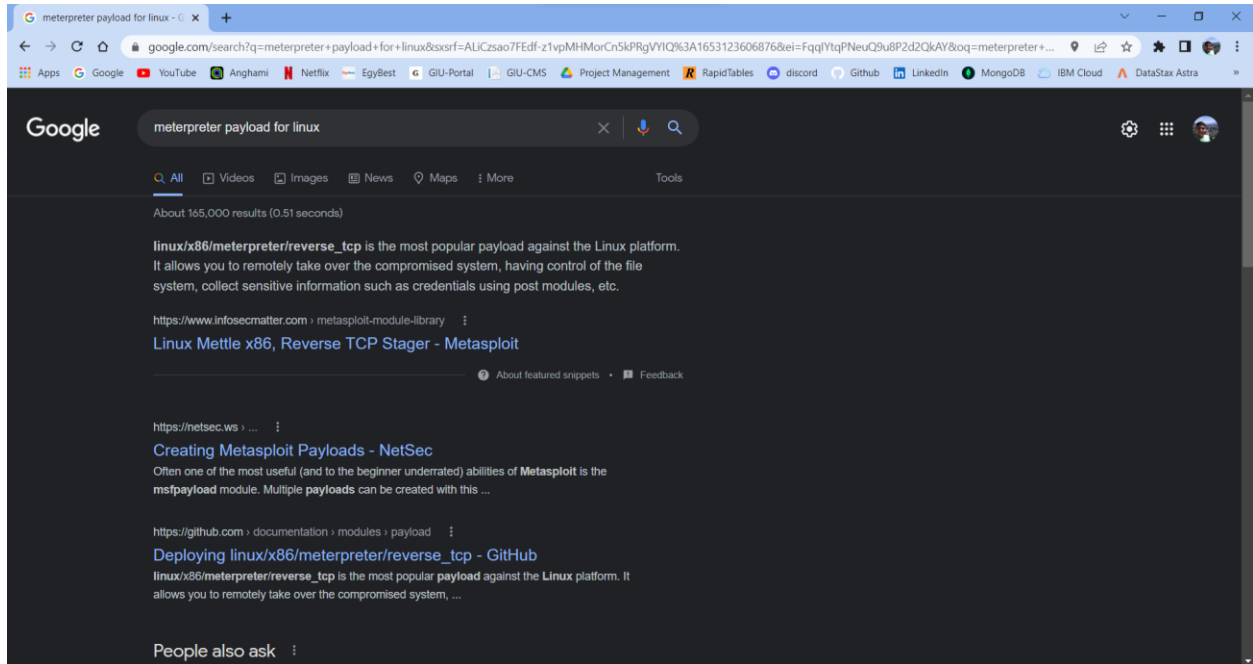 meterpreter payload for linux - G
google.com/search?q=meterpreter+payload+for+linux&sxsrf=ALiCzsao7FEdf-z1vpMHMorCn5kPRgVYIQ%3A1653123606876&ei=FqqIYtqPNeuQ9u8P2d2QkAY&oq=meterpreter+...
Apps Google YouTube Anghami Netflix EgyBest GIU-Portal GIU-CMS Project Management RapidTables discord Github LinkedIn MongoDB IBM Cloud DataStax Astra »
Google meterpreter payload for linux
All Videos Images News Maps More Tools
About 165,000 results (0.51 seconds)
linux/x86/meterpreter/reverse_tcp is the most popular payload against the Linux platform.
It allows you to remotely take over the compromised system, having control of the file
system, collect sensitive information such as credentials using post modules, etc.
https://www.infosecmatter.com › metasploit-module-library
Linux Mettle x86, Reverse TCP Stager - Metasploit
About featured snippets • Feedback
https://netsec.ws › ...
Creating Metasploit Payloads - NetSec
Often one of the most useful (and to the beginner underrated) abilities of Metasploit is the
msfpayload module. Multiple payloads can be created with this ...
https://github.com › documentation › modules › payload
Deploying linux/x86/meterpreter/reverse_tcp - GitHub
linux/x86/meterpreter/reverse_tcp is the most popular payload against the Linux platform. It
allows you to remotely take over the compromised system, ...
People also ask